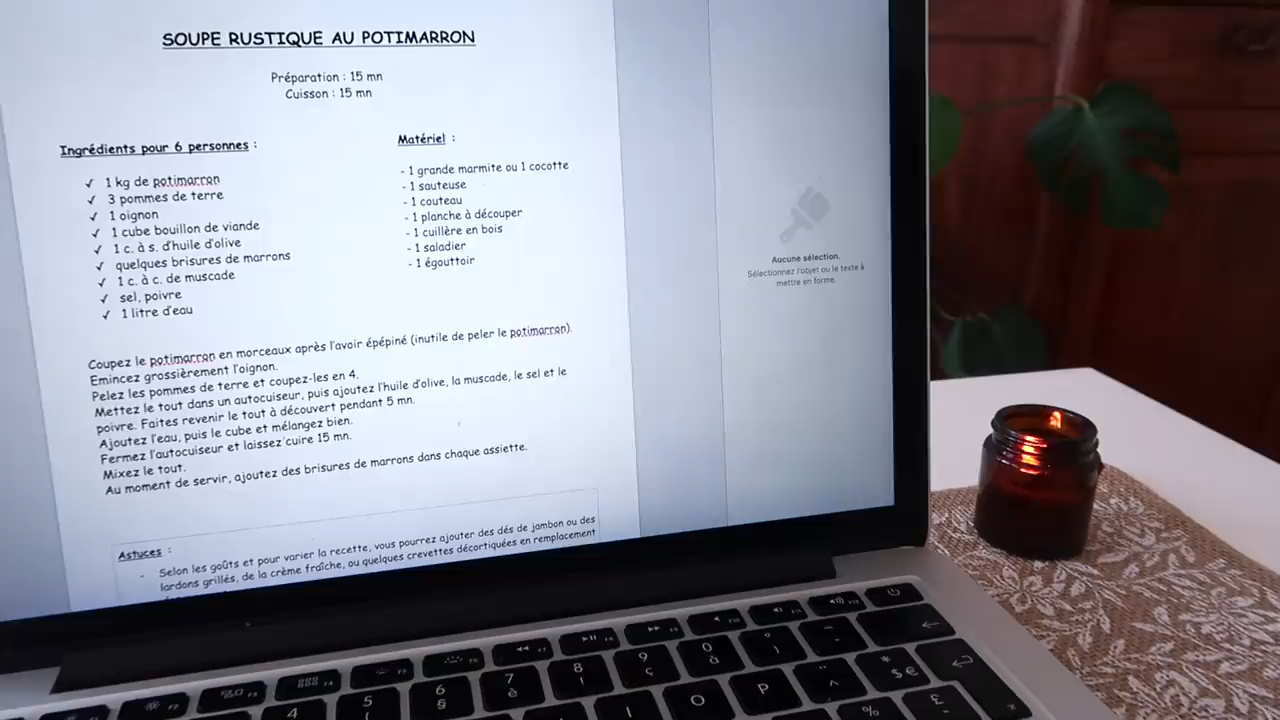 SOUPE RUSTIQUE AU POTIMARRON
Préparation : 15 mn
Cuisson : 15 mn
Ingrédients pour 6 personnes :
✓ 1 kg de potimarron
✓ 3 pommes de terre
✓ 1 oignon
✓ 1 cube bouillon de viande
✓ 1 c. à s. d'huile d'olive
✓ quelques brisures de marrons
✓ 1 c. à c. de muscade
✓ sel, poivre
✓ 1 litre d'eau
Matériel :
- 1 grande marmite ou 1 cocotte
- 1 sauteuse
- 1 couteau
- 1 planche à découper
- 1 cuillère en bois
- 1 saladier
- 1 égouttoir
Coupez le potimarron en morceaux après l'avoir épépiné (inutile de peler le potimarron).
Emincez grossièrement l'oignon.
Pelez les pommes de terre et coupez-les en 4.
Mettez le tout dans un autocuiseur, puis ajoutez l'huile d'olive, la muscade, le sel et le
poivre. Faites revenir le tout à découvert pendant 5 mn.
Ajoutez l'eau, puis le cube et mélangez bien.
Fermez l'autocuiseur et laissez cuire 15 mn.
Mixez le tout.
Au moment de servir, ajoutez des brisures de marrons dans chaque assiette.
Astuces :
- Selon les goûts et pour varier la recette, vous pourrez ajouter des dés de jambon ou des
lardons grillés, de la crème fraîche, ou quelques crevettes décortiquées en remplacement
Aucune sélection.
Sélectionnez l'objet ou le texte à
mettre en forme.
4 5 6 § 7 è 8 ! 9 ç 0 à ) ° - _
I O P ^ ¨ * $ €
% £